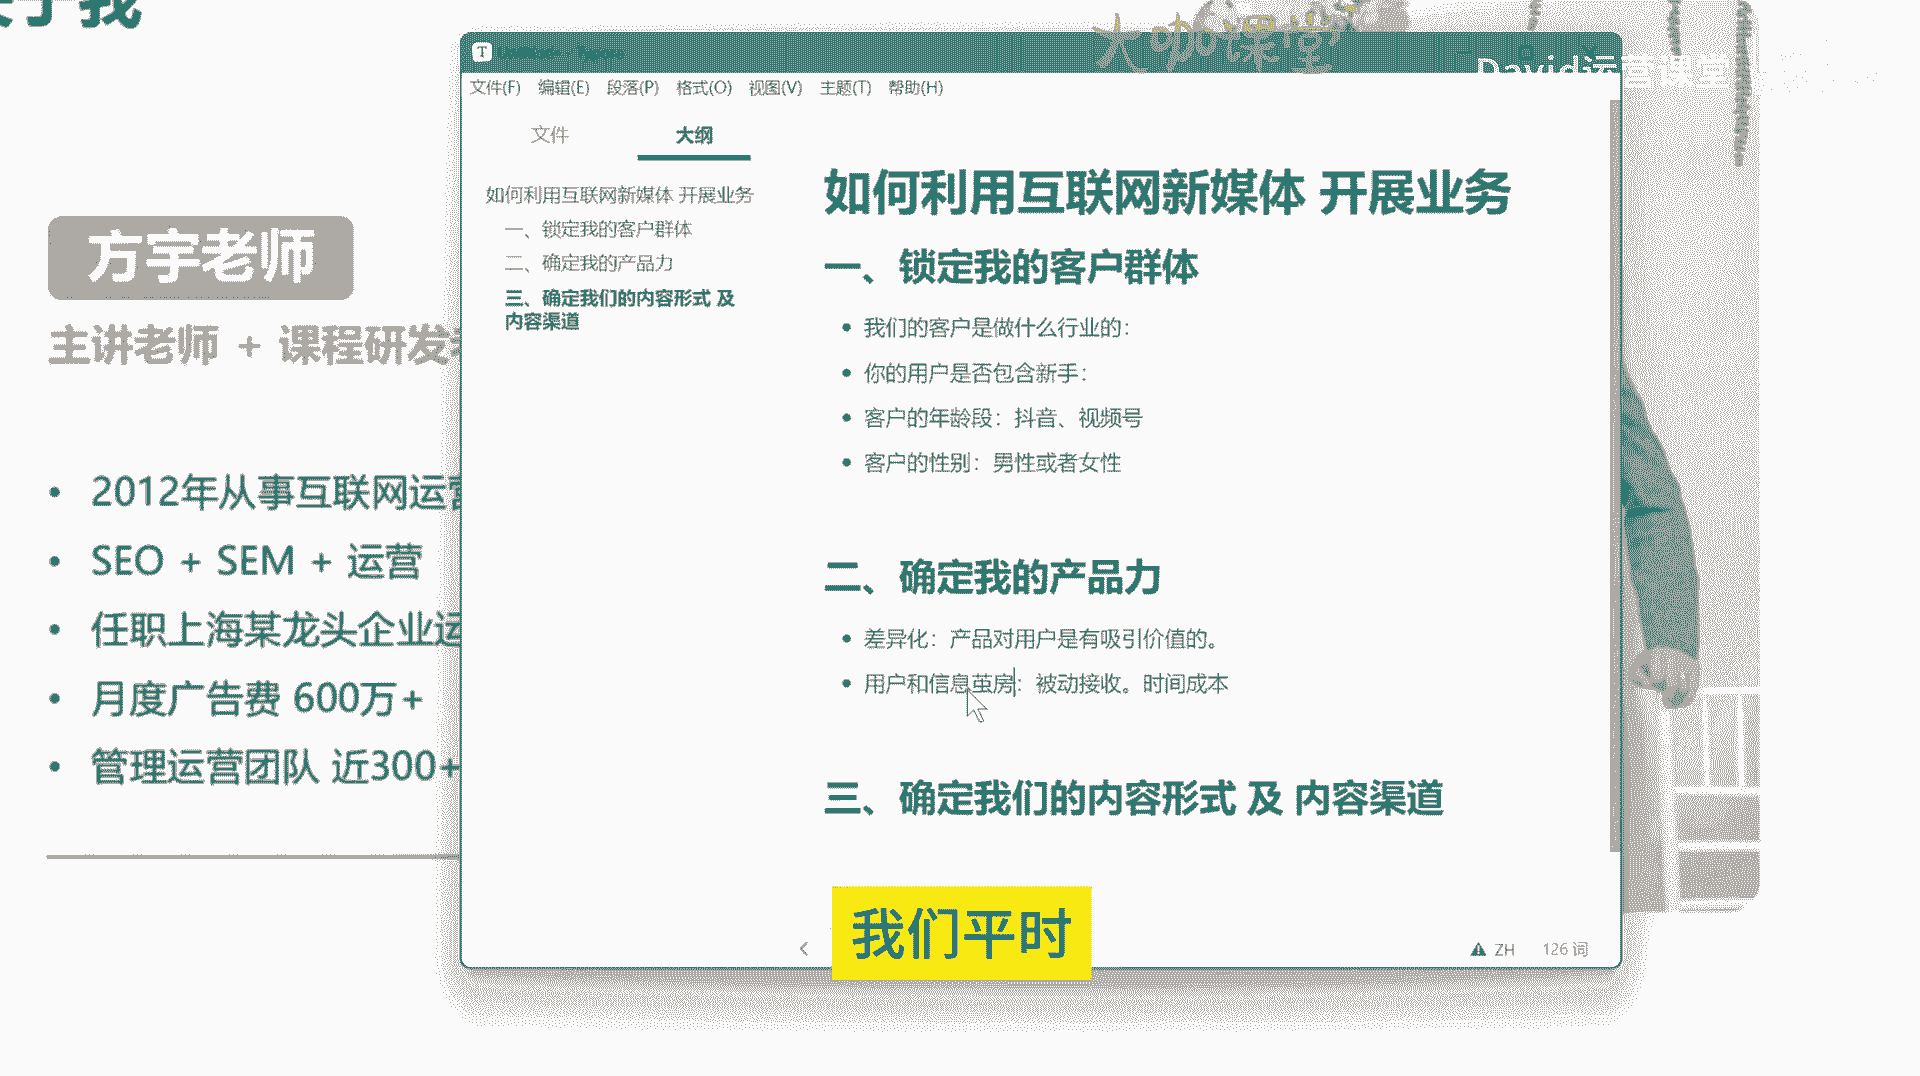 关于我
大咖课堂
David运营课堂
文件(F) 编辑(E) 段落(P) 格式(O) 视图(V) 主题(T) 帮助(H)
文件 大纲
如何利用互联网新媒体 开展业务
一、锁定我的客户群体
二、确定我的产品力
三、确定我们的内容形式 及
内容渠道
如何利用互联网新媒体 开展业务
一、锁定我的客户群体
我们的客户是做什么行业的：
你的用户是否包含新手：
客户的年龄段：抖音、视频号
客户的性别：男性或者女性
二、确定我的产品力
差异化：产品对用户是有吸引价值的。
用户和信息茧房：被动接收。时间成本
三、确定我们的内容形式 及 内容渠道
方宇老师
主讲老师 + 课程研发
2012年从事互联网运营
SEO + SEM + 运营
任职上海某龙头企业运
月度广告费 600万+
管理运营团队 近300+
我们平时
ZH 126 词